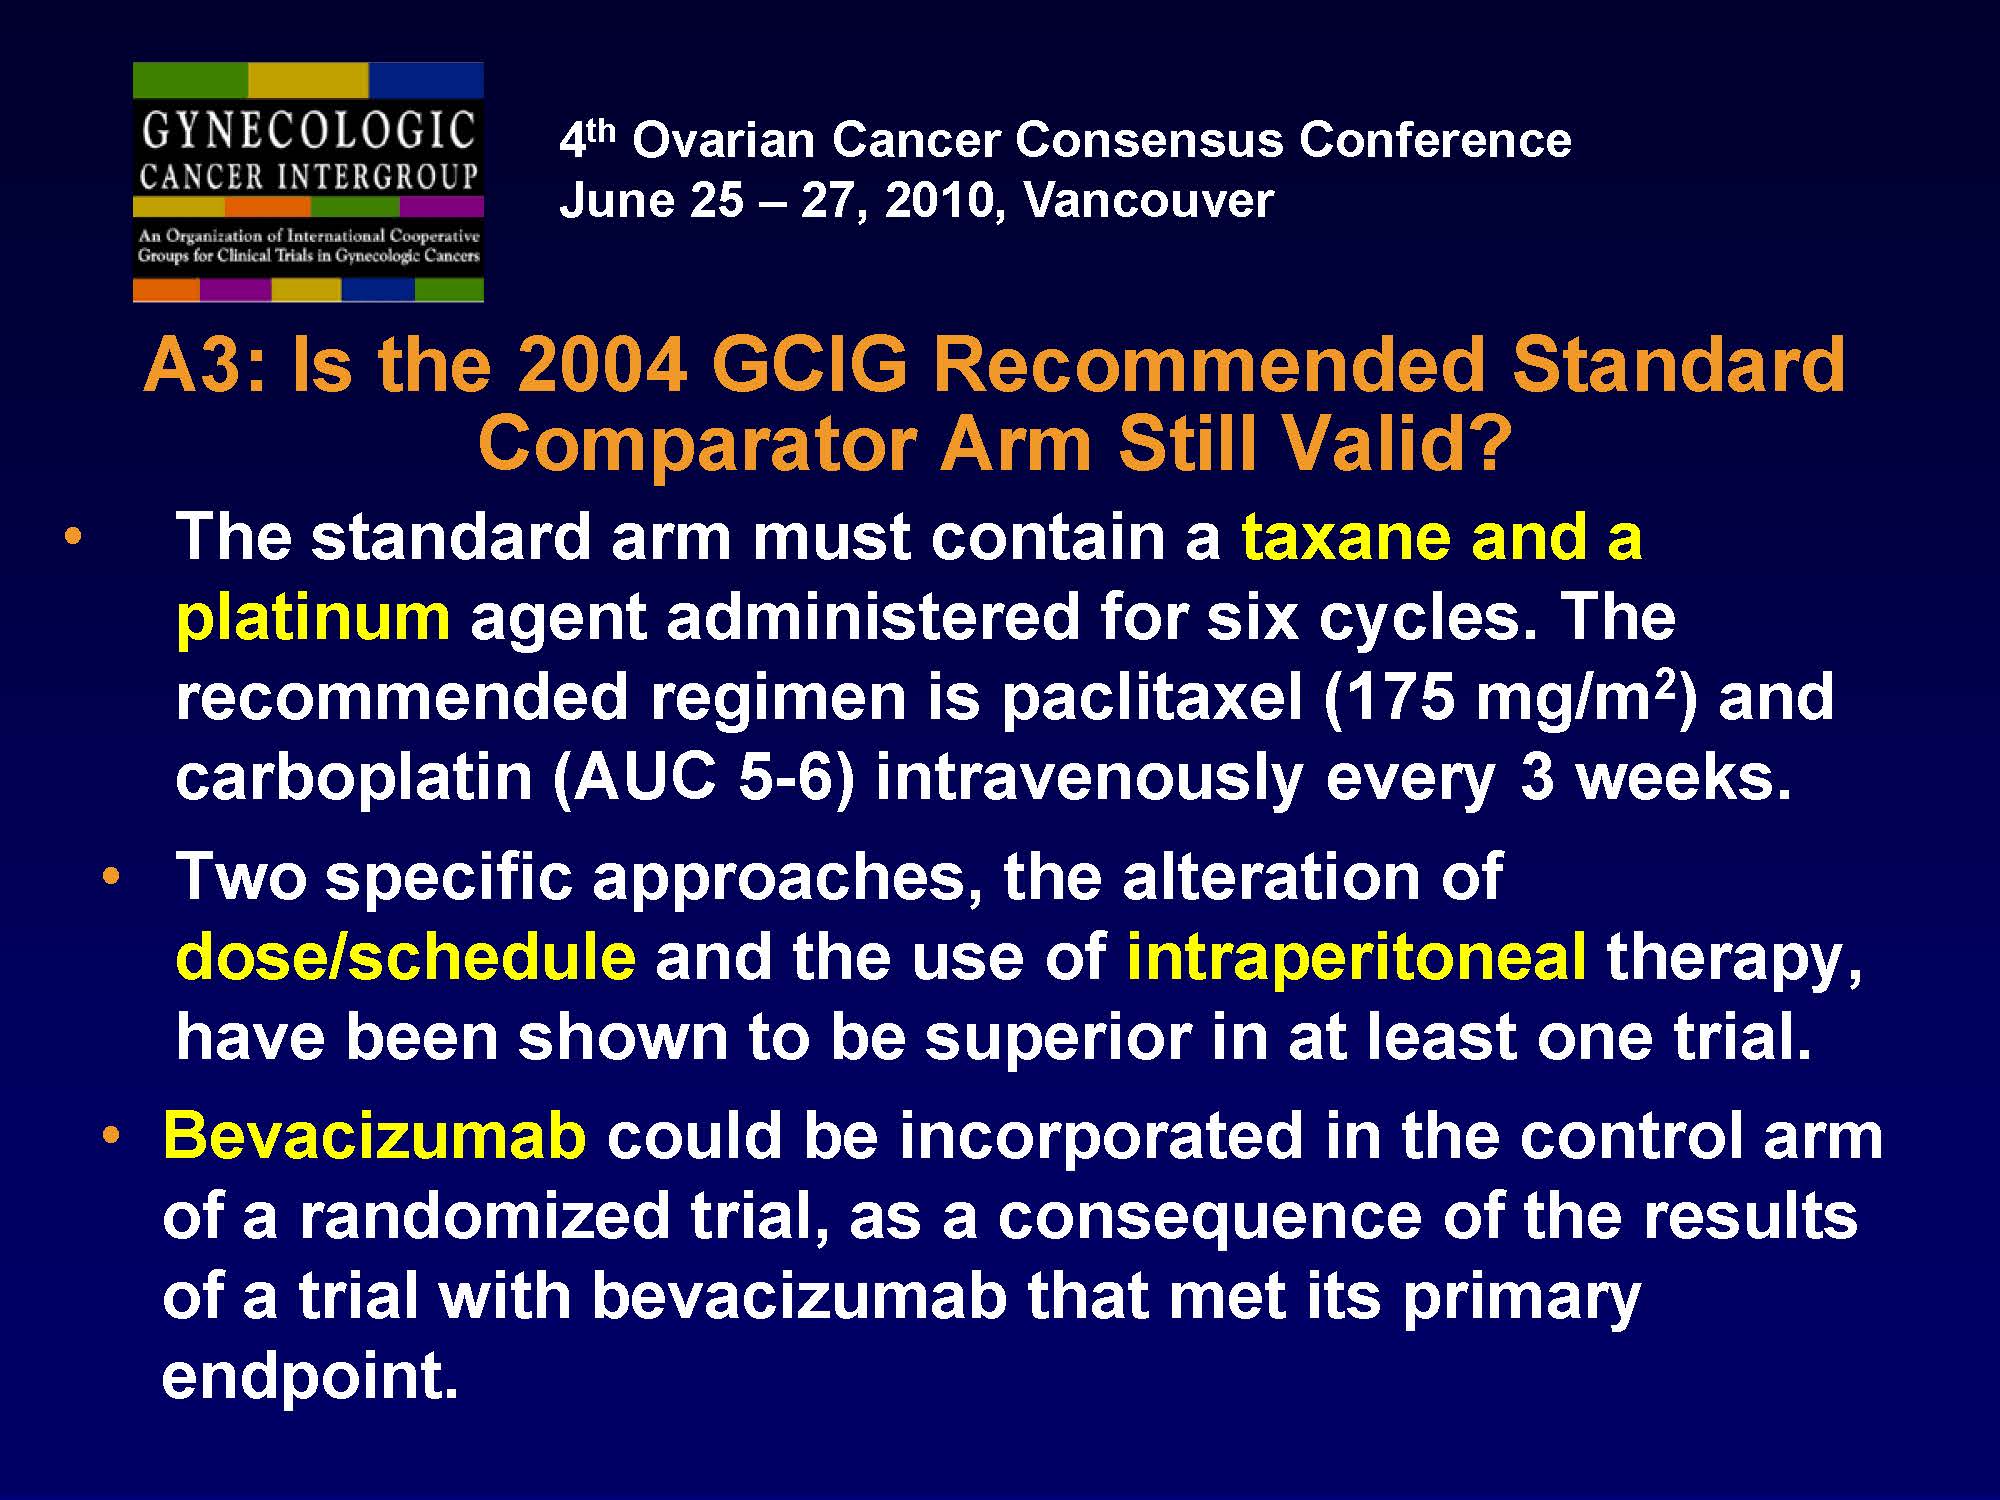 GYNECOLOGIC
CANCER INTERGROUP
An Organization of International Cooperative
Groups for Clinical Trials in Gynecologic Cancers
4th Ovarian Cancer Consensus Conference
June 25 – 27, 2010, Vancouver
A3: Is the 2004 GCIG Recommended Standard
Comparator Arm Still Valid?
• The standard arm must contain a taxane and a
platinum agent administered for six cycles. The
recommended regimen is paclitaxel (175 mg/m²) and
carboplatin (AUC 5-6) intravenously every 3 weeks.
• Two specific approaches, the alteration of
dose/schedule and the use of intraperitoneal therapy,
have been shown to be superior in at least one trial.
• Bevacizumab could be incorporated in the control arm
of a randomized trial, as a consequence of the results
of a trial with bevacizumab that met its primary
endpoint.